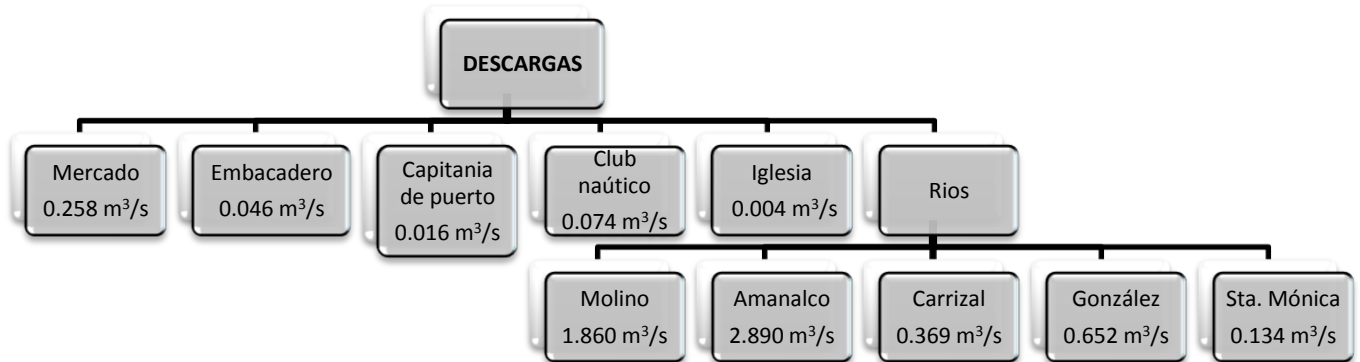 DESCARGAS
Mercado
0.258 m³/s
Embacadero
0.046 m³/s
Capitania
de puerto
0.016 m³/s
Club
naútico
0.074 m³/s
Iglesia
0.004 m³/s
Rios
Molino
1.860 m³/s
Amanalco
2.890 m³/s
Carrizal
0.369 m³/s
González
0.652 m³/s
Sta. Mónica
0.134 m³/s